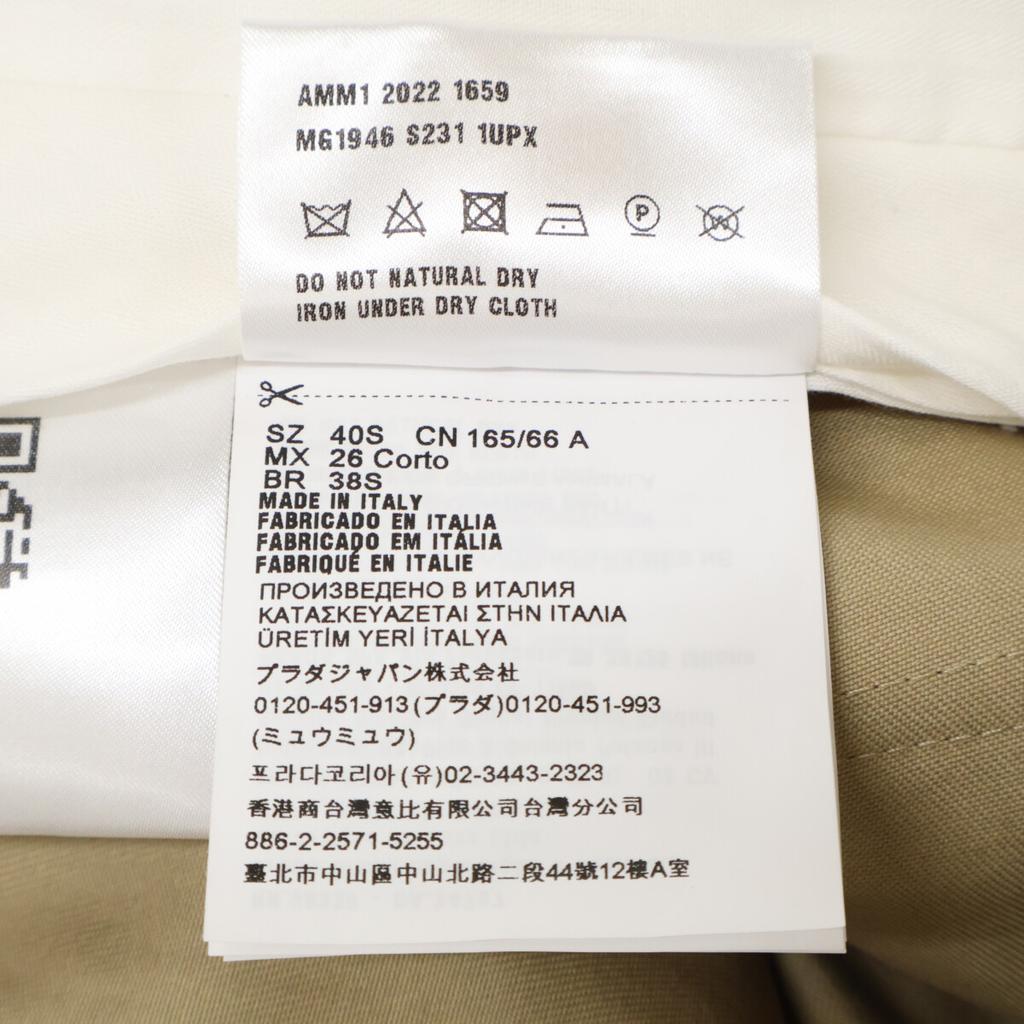 AMM1 2022 1659
MG1946 S231 1UPX
P
W
DO NOT NATURAL DRY
IRON UNDER DRY CLOTH
SZ 40S CN 165/66 A
MX 26 Corto
BR 38S
MADE IN ITALY
FABRICADO EN ITALIA
FABRICADO EM ITÁLIA
FABRIQUÉ EN ITALIE
ПРОИЗВЕДЕНО В ИТАЛИЯ
ΚΑΤΑΣΚΕΥΑΖΕΤΑΙ ΣΤΗΝ ΙΤΑΛΙΑ
ÜRETİM YERİ İTALYA
プラダジャパン株式会社
0120-451-913(プラダ)0120-451-993
(ミュウミュウ)
프라다코리아(유)02-3443-2323
香港商台灣意比有限公司台灣分公司
886-2-2571-5255
臺北市中山區中山北路二段44號12樓A室